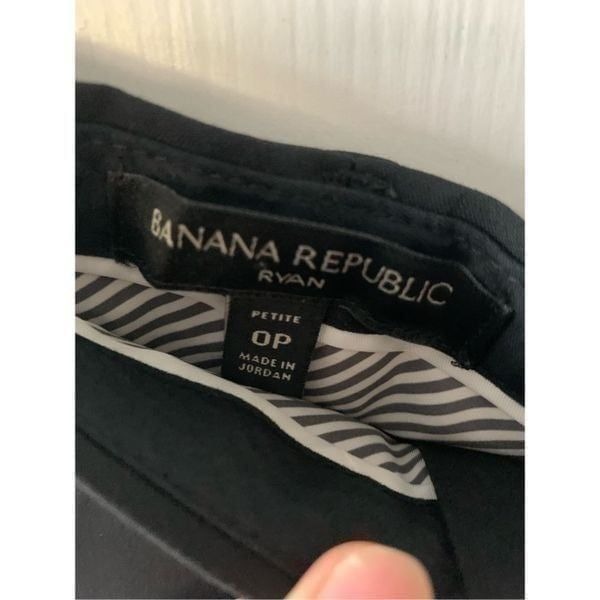 BANANA REPUBLIC
RYAN
PETITE
0P
MADE IN
JORDAN